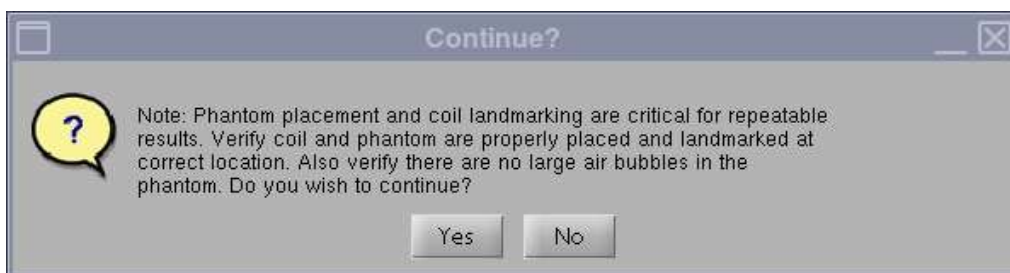 Continue?
?
Note: Phantom placement and coil landmarking are critical for repeatable
results. Verify coil and phantom are properly placed and landmarked at
correct location. Also verify there are no large air bubbles in the
phantom. Do you wish to continue?
Yes No